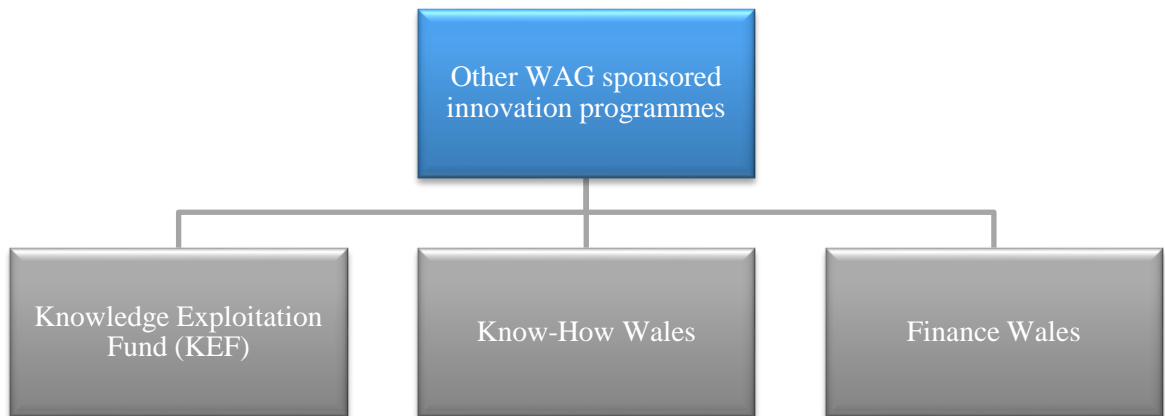 Other WAG sponsored
innovation programmes
Knowledge Exploitation
Fund (KEF)
Know-How Wales
Finance Wales